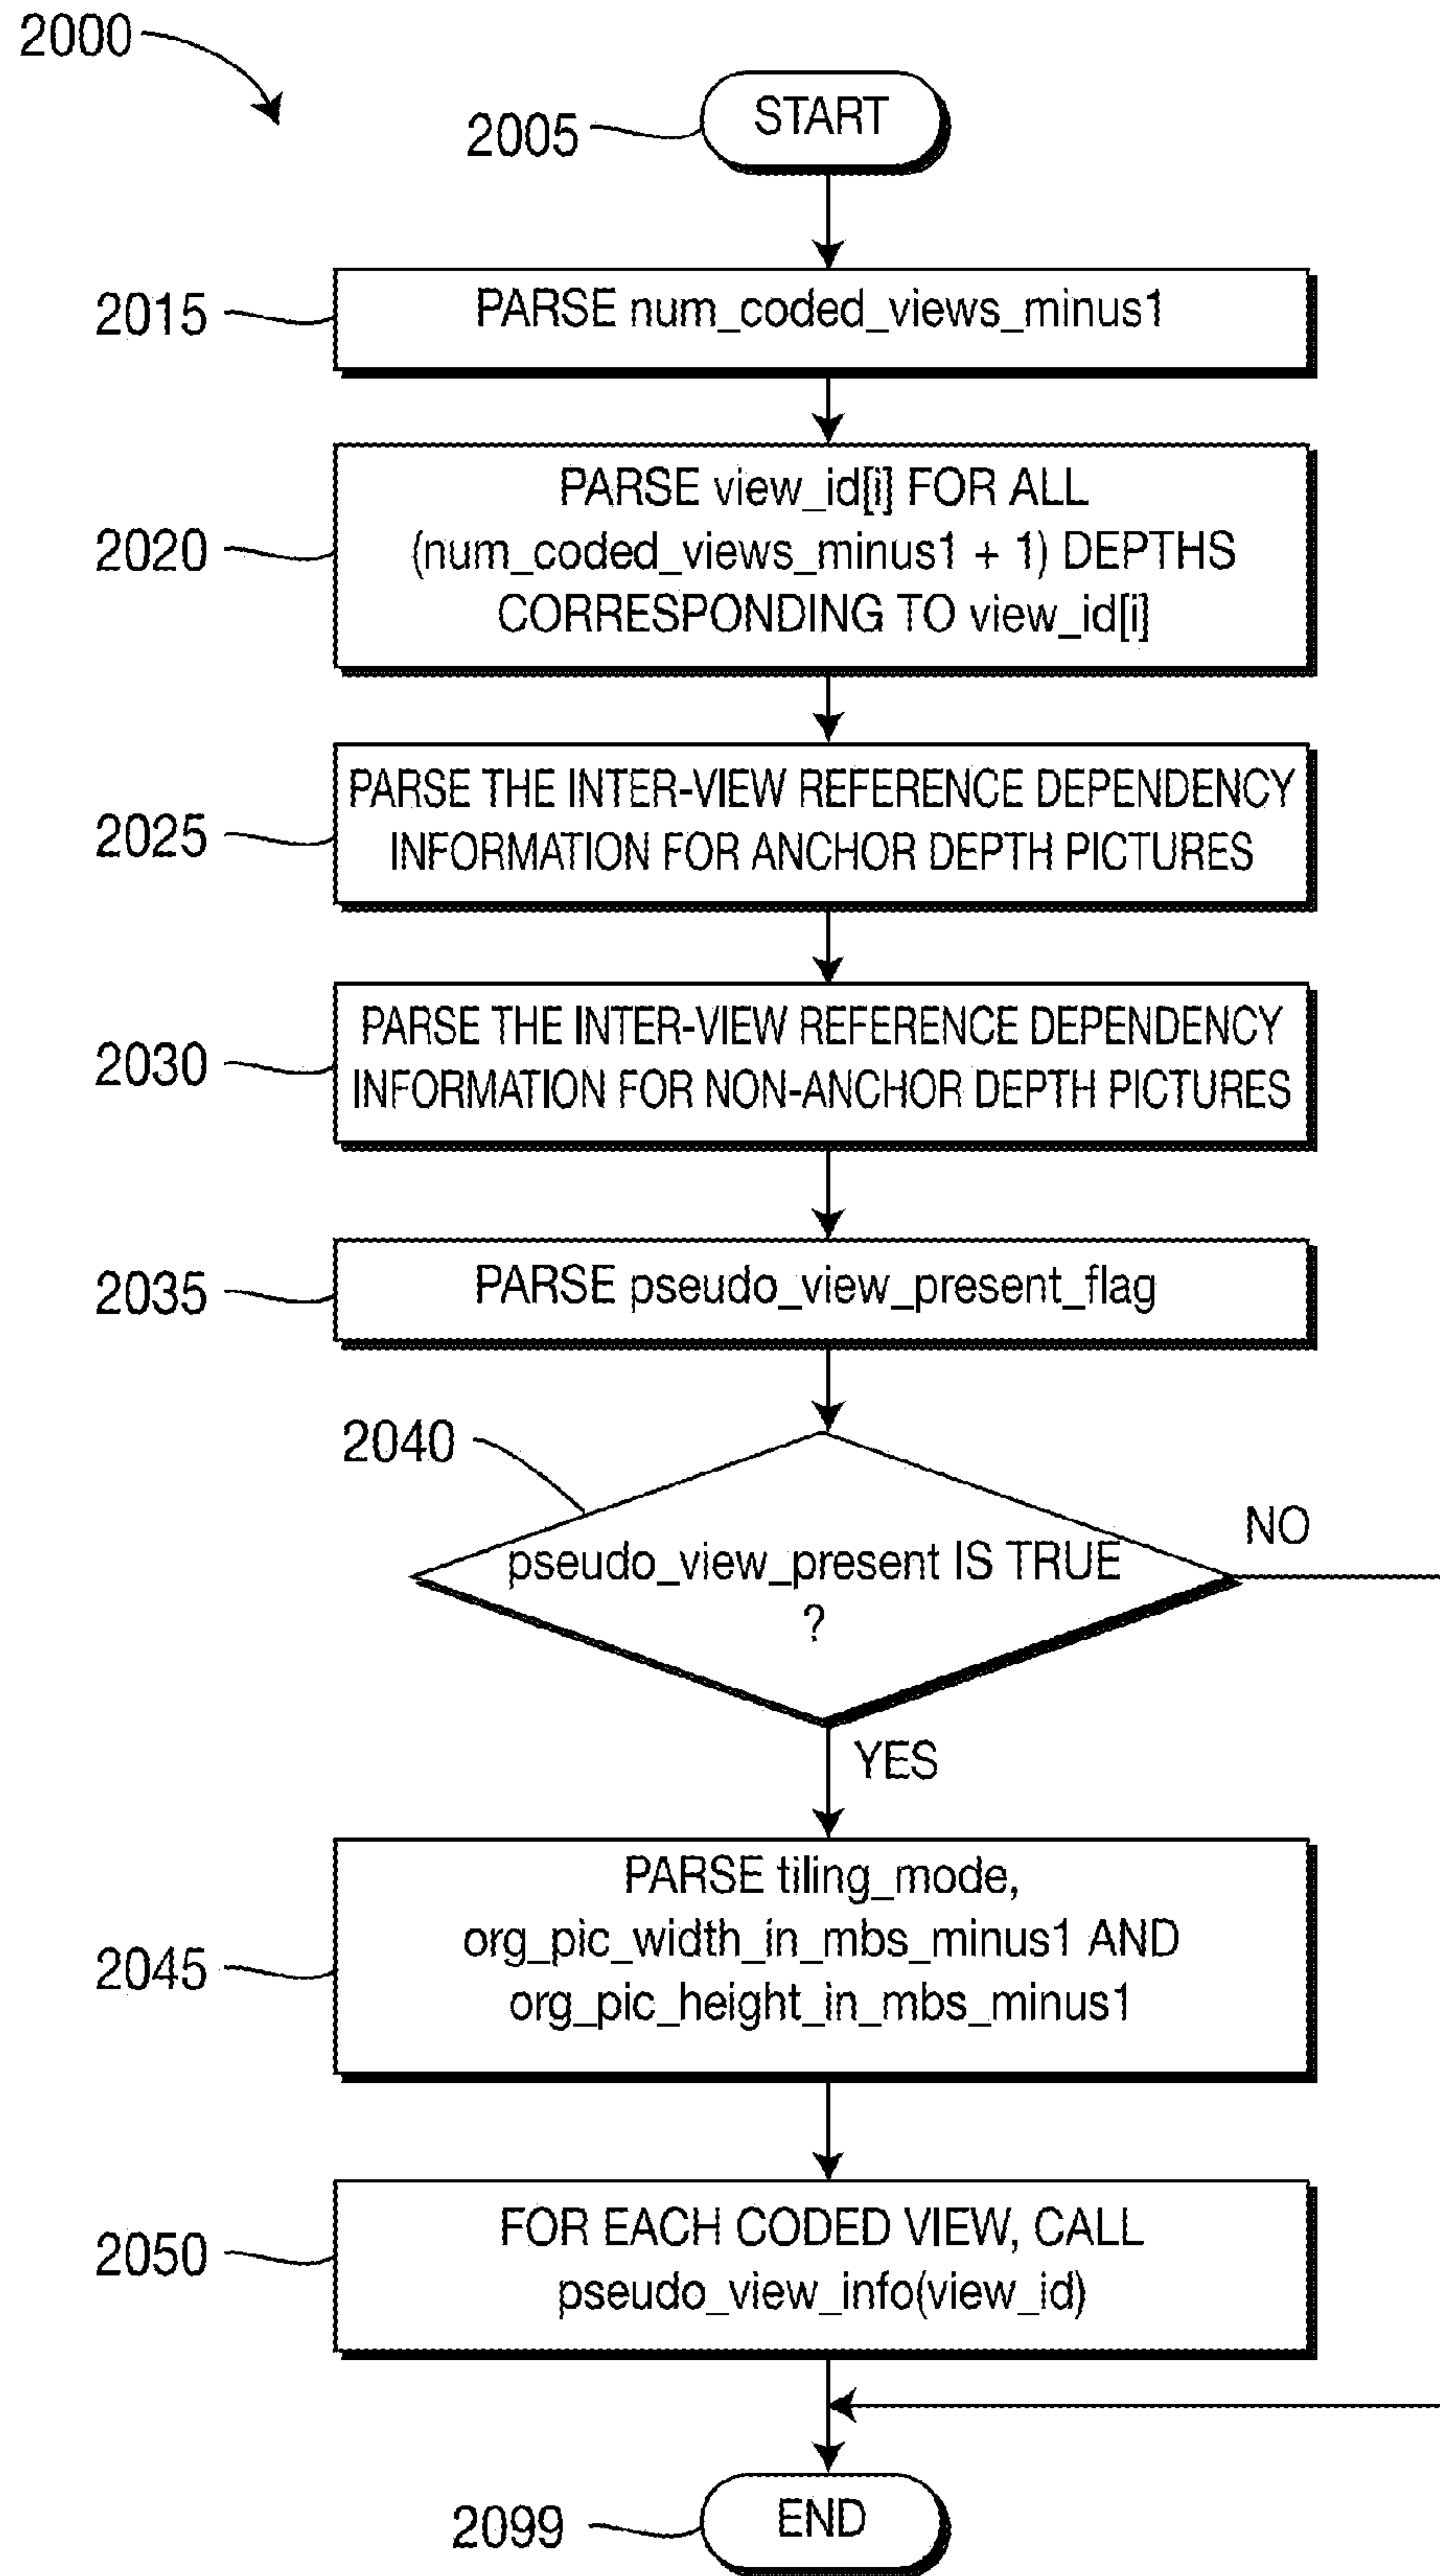 2000
2005
START
2015
PARSE num_coded_views_minus1
2020
PARSE view_id[i] FOR ALL
(num_coded_views_minus1 + 1) DEPTHS
CORRESPONDING TO view_id[i]
2025
PARSE THE INTER-VIEW REFERENCE DEPENDENCY
INFORMATION FOR ANCHOR DEPTH PICTURES
2030
PARSE THE INTER-VIEW REFERENCE DEPENDENCY
INFORMATION FOR NON-ANCHOR DEPTH PICTURES
2035
PARSE pseudo_view_present_flag
2040
pseudo_view_present IS TRUE
?
NO
YES
2045
PARSE tiling_mode,
org_pic_width_in_mbs_minus1 AND
org_pic_height_in_mbs_minus1
2050
FOR EACH CODED VIEW, CALL
pseudo_view_info(view_id)
2099
END